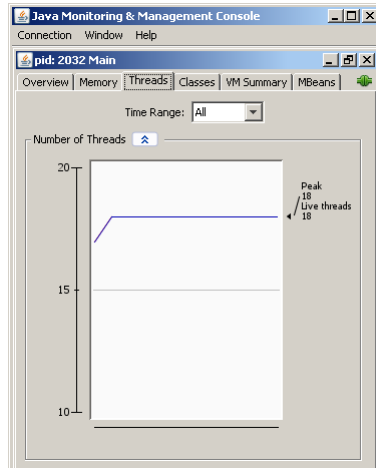 Java Monitoring & Management Console
Connection Window Help
pid: 2032 Main
Overview Memory Threads Classes VM Summary MBeans
Time Range: All
Number of Threads
20
15
10
Peak
18
Live threads
18